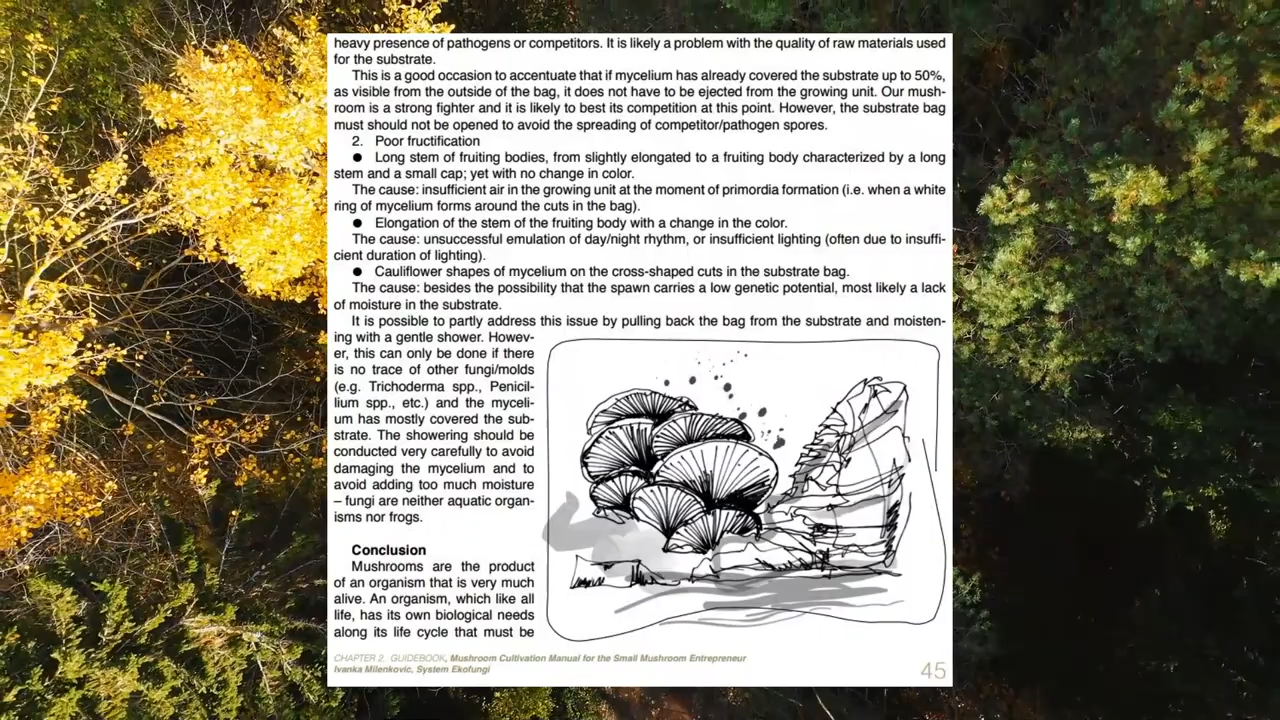 heavy presence of pathogens or competitors. It is likely a problem with the quality of raw materials used
for the substrate.
This is a good occasion to accentuate that if mycelium has already covered the substrate up to 50%,
as visible from the outside of the bag, it does not have to be ejected from the growing unit. Our mush-
room is a strong fighter and it is likely to best its competition at this point. However, the substrate bag
must should not be opened to avoid the spreading of competitor/pathogen spores.
2. Poor fructification
● Long stem of fruiting bodies, from slightly elongated to a fruiting body characterized by a long
stem and a small cap; yet with no change in color.
The cause: insufficient air in the growing unit at the moment of primordia formation (i.e. when a white
ring of mycelium forms around the cuts in the bag).
● Elongation of the stem of the fruiting body with a change in the color.
The cause: unsuccessful emulation of day/night rhythm, or insufficient lighting (often due to insuffi-
cient duration of lighting).
● Cauliflower shapes of mycelium on the cross-shaped cuts in the substrate bag.
The cause: besides the possibility that the spawn carries a low genetic potential, most likely a lack
of moisture in the substrate.
It is possible to partly address this issue by pulling back the bag from the substrate and moisten-
ing with a gentle shower. Howev-
er, this can only be done if there
is no trace of other fungi/molds
(e.g. Trichoderma spp., Penicil-
lium spp., etc.) and the myceli-
um has mostly covered the sub-
strate. The showering should be
conducted very carefully to avoid
damaging the mycelium and to
avoid adding too much moisture
– fungi are neither aquatic organ-
isms nor frogs.
Conclusion
Mushrooms are the product
of an organism that is very much
alive. An organism, which like all
life, has its own biological needs
along its life cycle that must be
CHAPTER 2. GUIDEBOOK, Mushroom Cultivation Manual for the Small Mushroom Entrepreneur
Ivanka Milenkovic, System Ekofungi
45